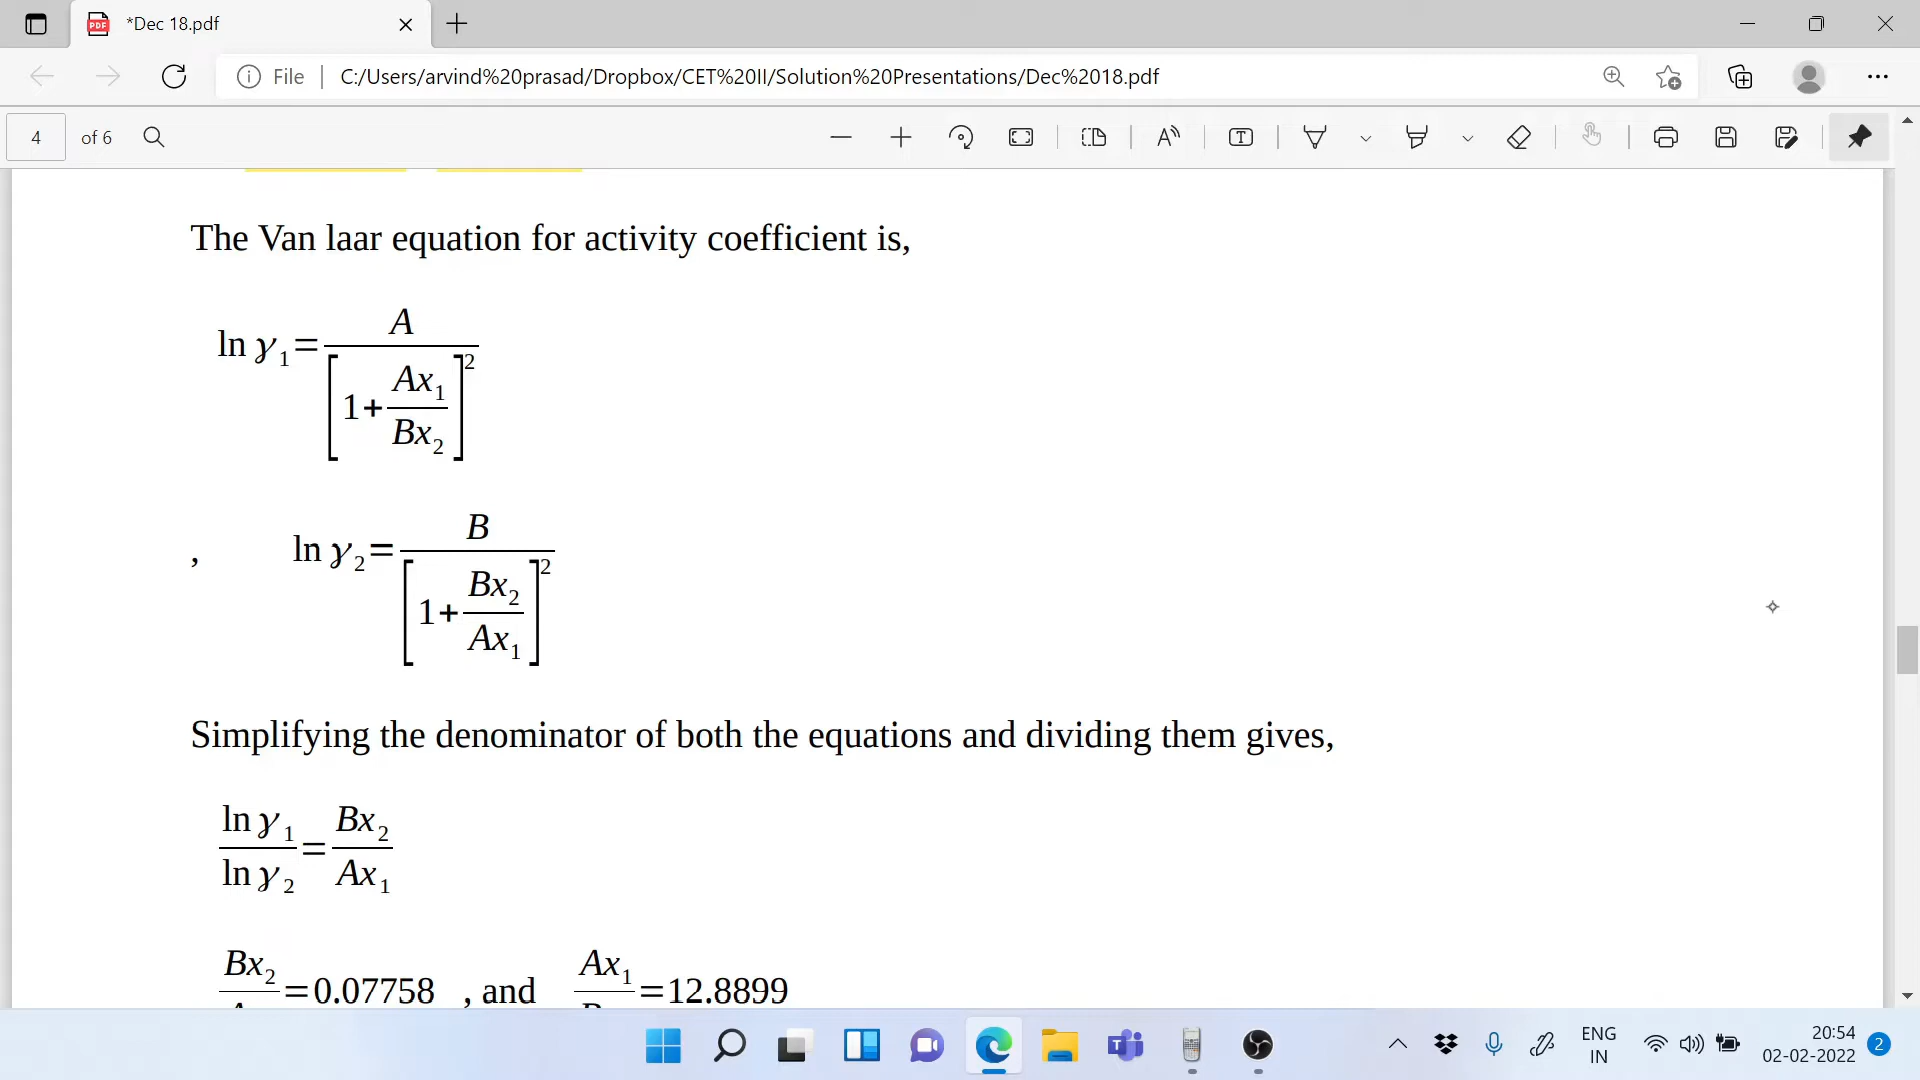 *Dec 18.pdf
File
C:/Users/arvind%20prasad/Dropbox/CET%20II/Solution%20Presentations/Dec%2018.pdf
4 of 6
The Van laar equation for activity coefficient is,
ln γ₁ = A / [1 + Ax₁ / Bx₂]²
, ln γ₂ = B / [1 + Bx₂ / Ax₁]²
Simplifying the denominator of both the equations and dividing them gives,
ln γ₁ / ln γ₂ = Bx₂ / Ax₁
Bx₂ = 0.07758 , and Ax₁ = 12.8899
ENG
IN
20:54
02-02-2022
2